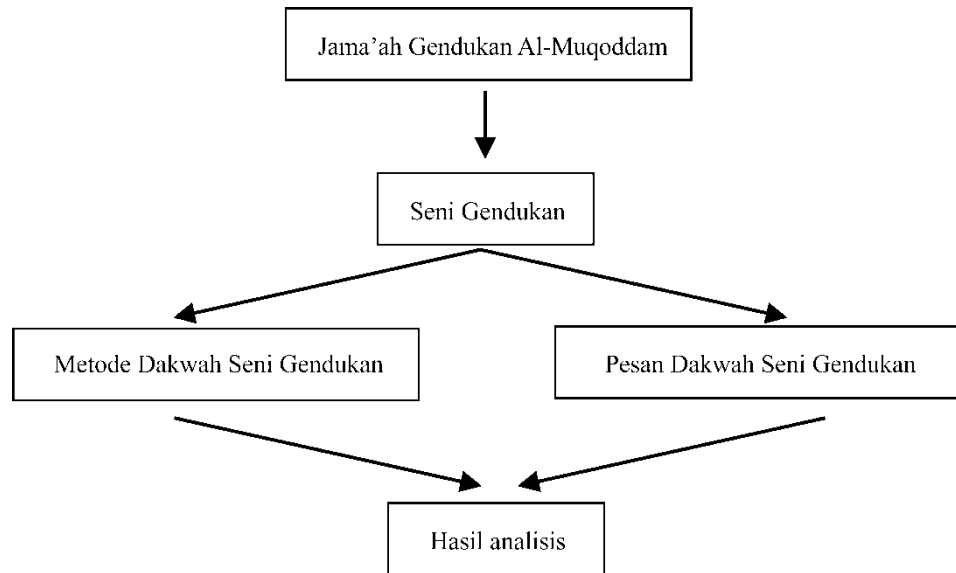 Jama’ah Gendukan Al-Muqoddam
Seni Gendukan
Metode Dakwah Seni Gendukan
Pesan Dakwah Seni Gendukan
Hasil analisis